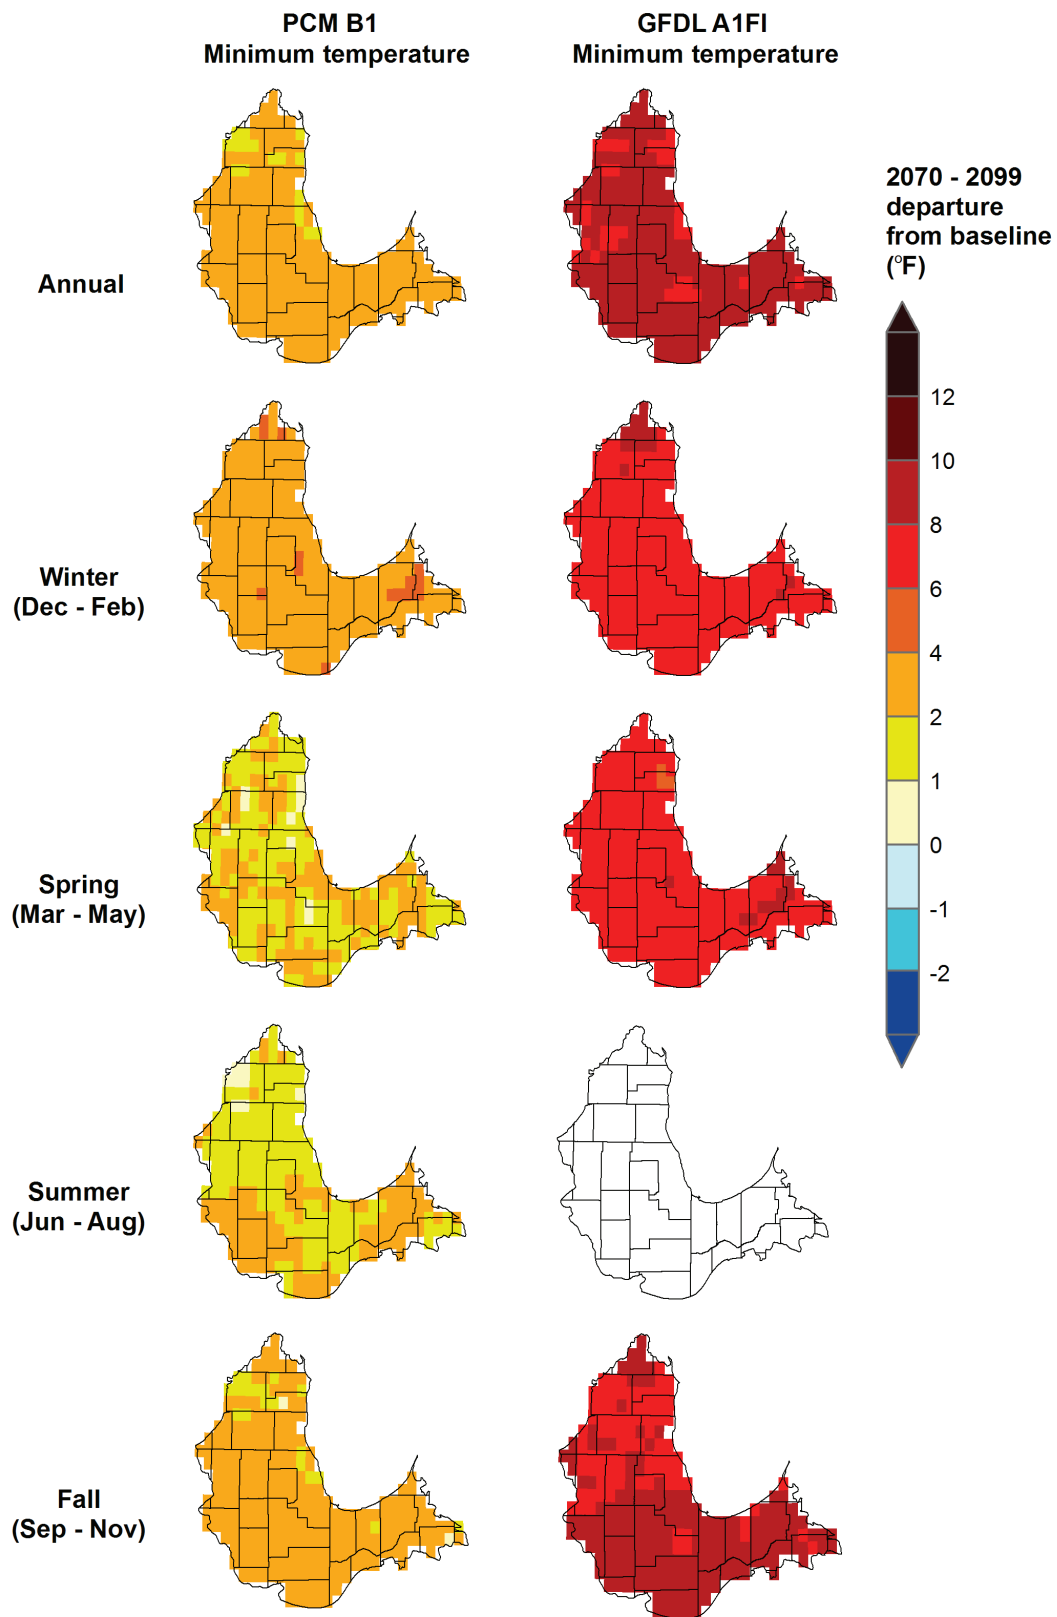 PCM B1
Minimum temperature
GFDL A1FI
Minimum temperature
2070 - 2099
departure
from baseline
(°F)
Annual
12
10
8
6
4
2
1
0
-1
-2
Winter
(Dec - Feb)
Spring
(Mar - May)
Summer
(Jun - Aug)
Fall
(Sep - Nov)